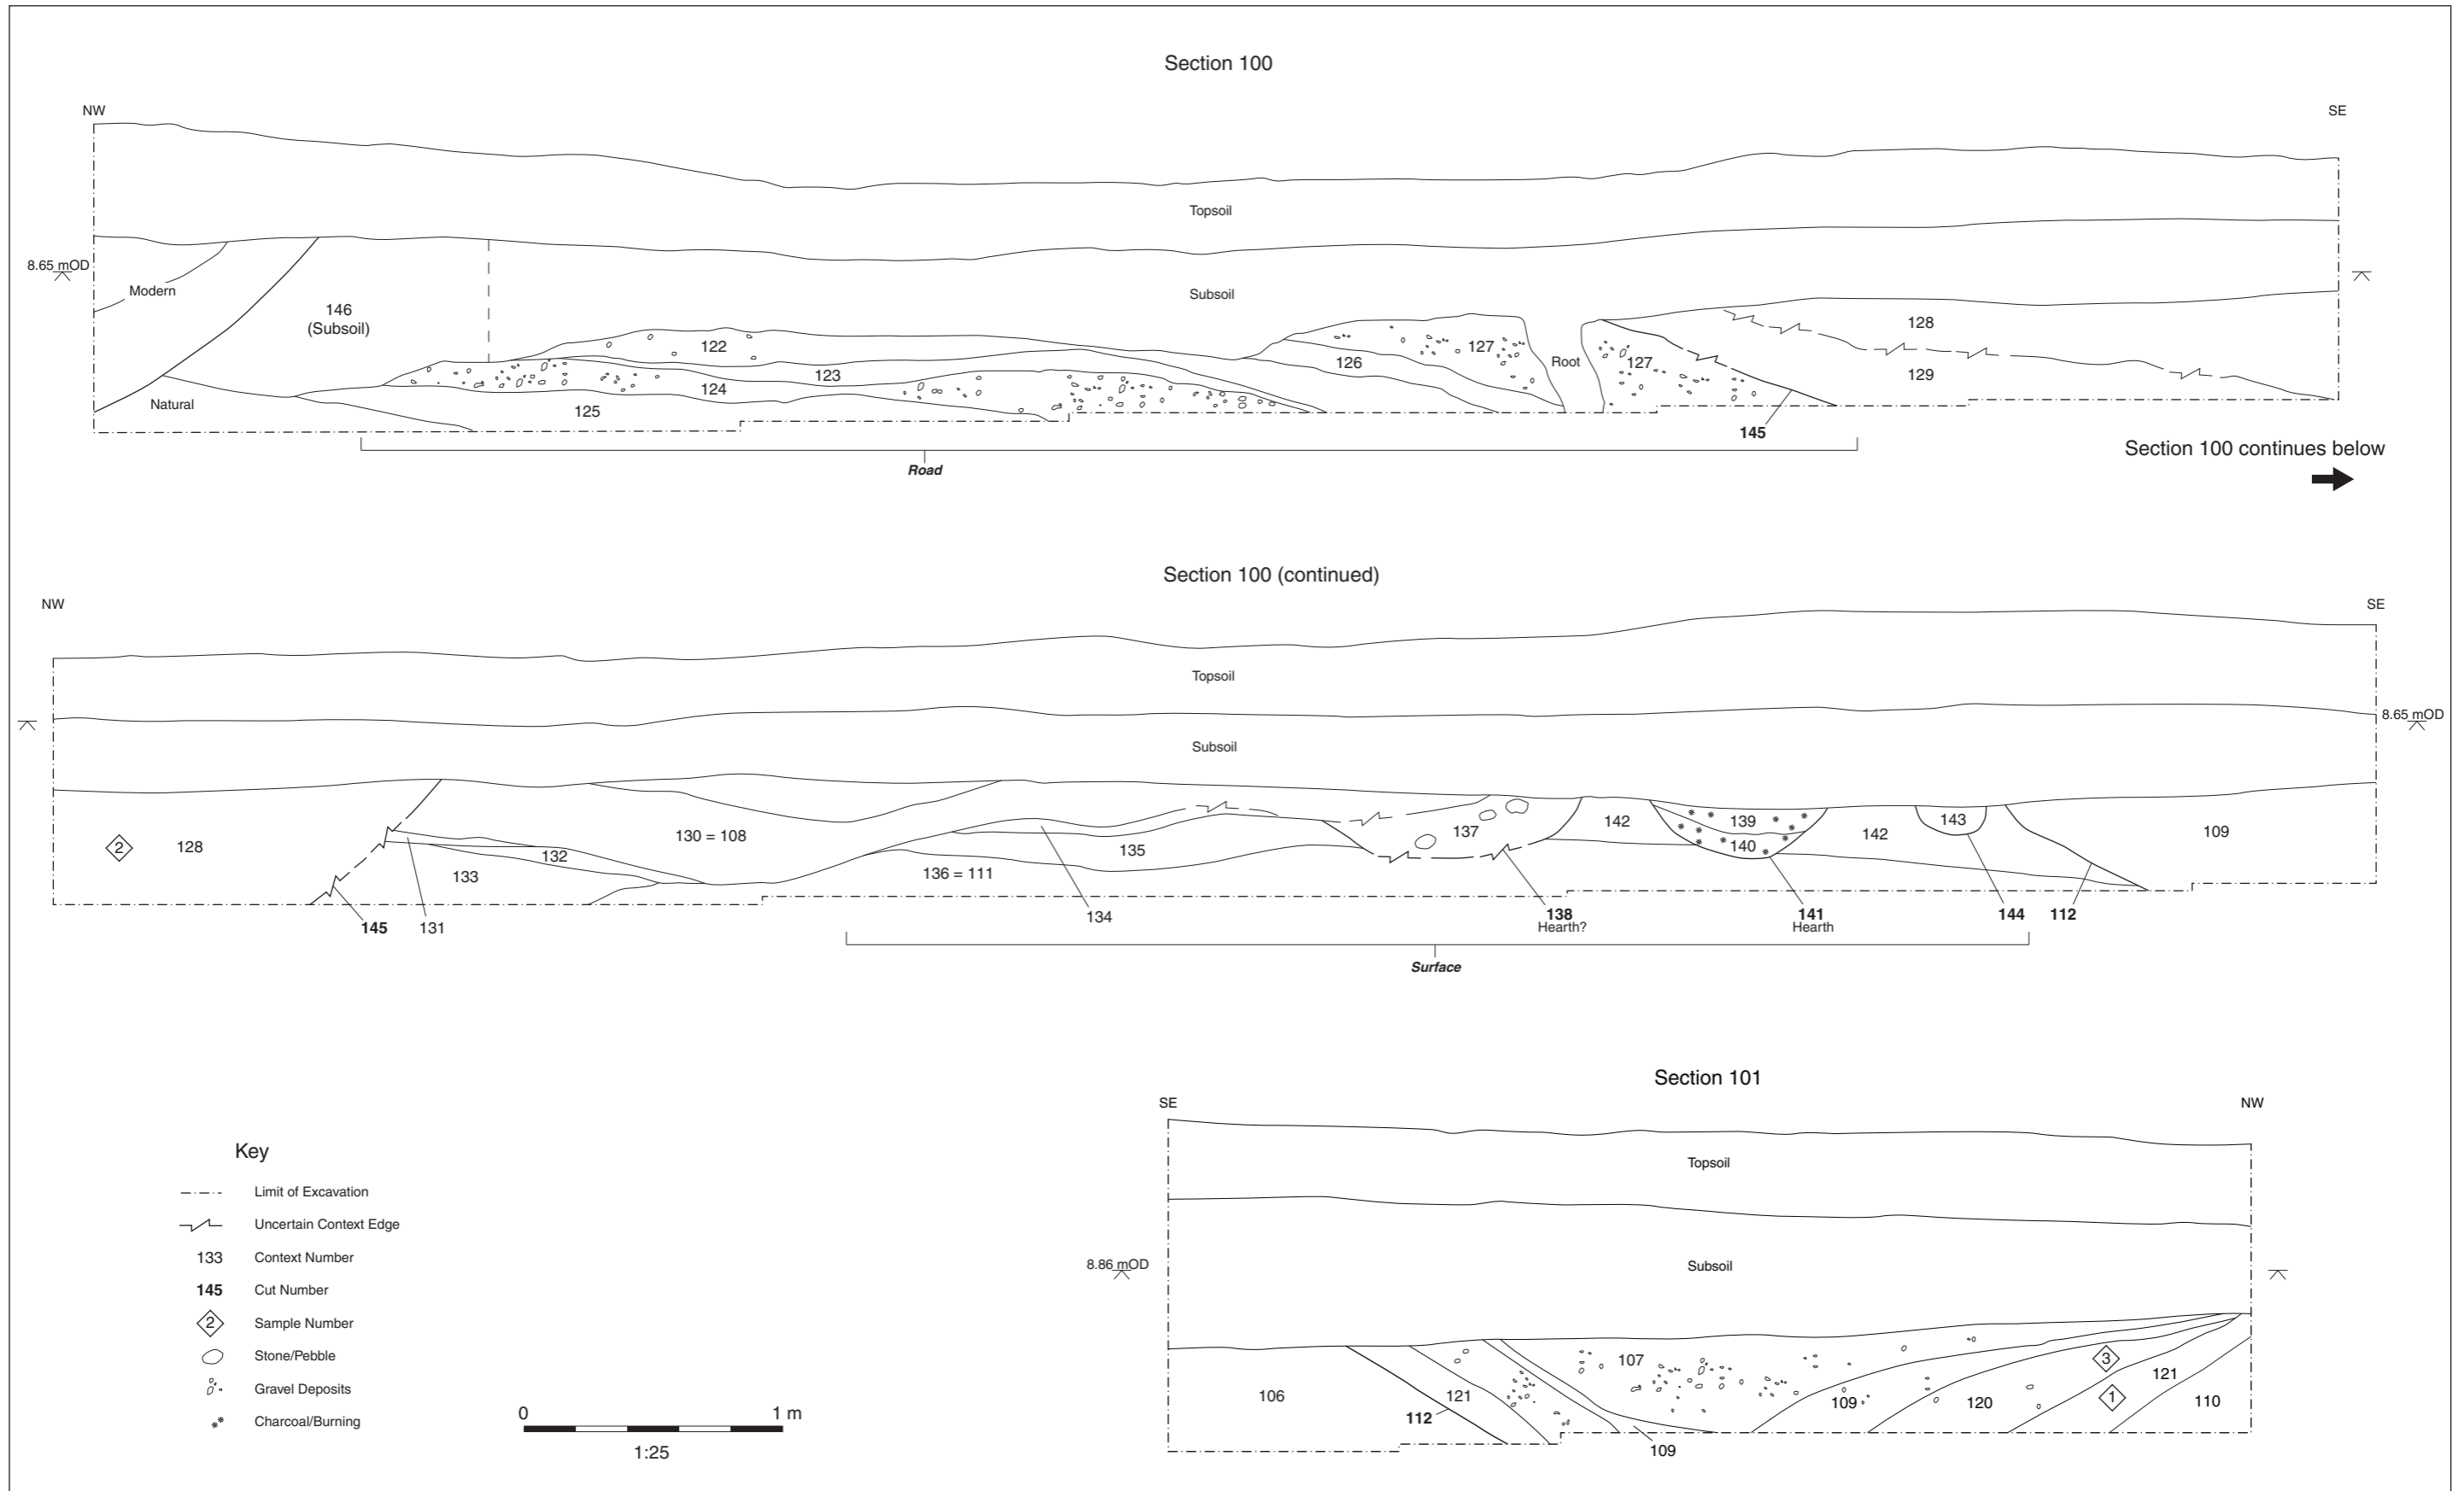 Section 100
NW
SE
Topsoil
8.65 mOD
Modern
Subsoil
146
(Subsoil)
128
122
127
126
Root
127
123
129
124
Natural
125
145
Road
Section 100 continues below
Section 100 (continued)
NW
SE
Topsoil
8.65 mOD
Subsoil
2
128
130 = 108
132
133
135
136 = 111
137
142
139
140
142
143
109
145
131
134
138
Hearth?
141
Hearth
144
112
Surface
Section 101
SE
NW
Topsoil
8.86 mOD
Subsoil
107
3
121
106
121
112
109
120
1
110
109
Key
Limit of Excavation
Uncertain Context Edge
133 Context Number
145 Cut Number
2 Sample Number
Stone/Pebble
Gravel Deposits
Charcoal/Burning
0 1 m
1:25